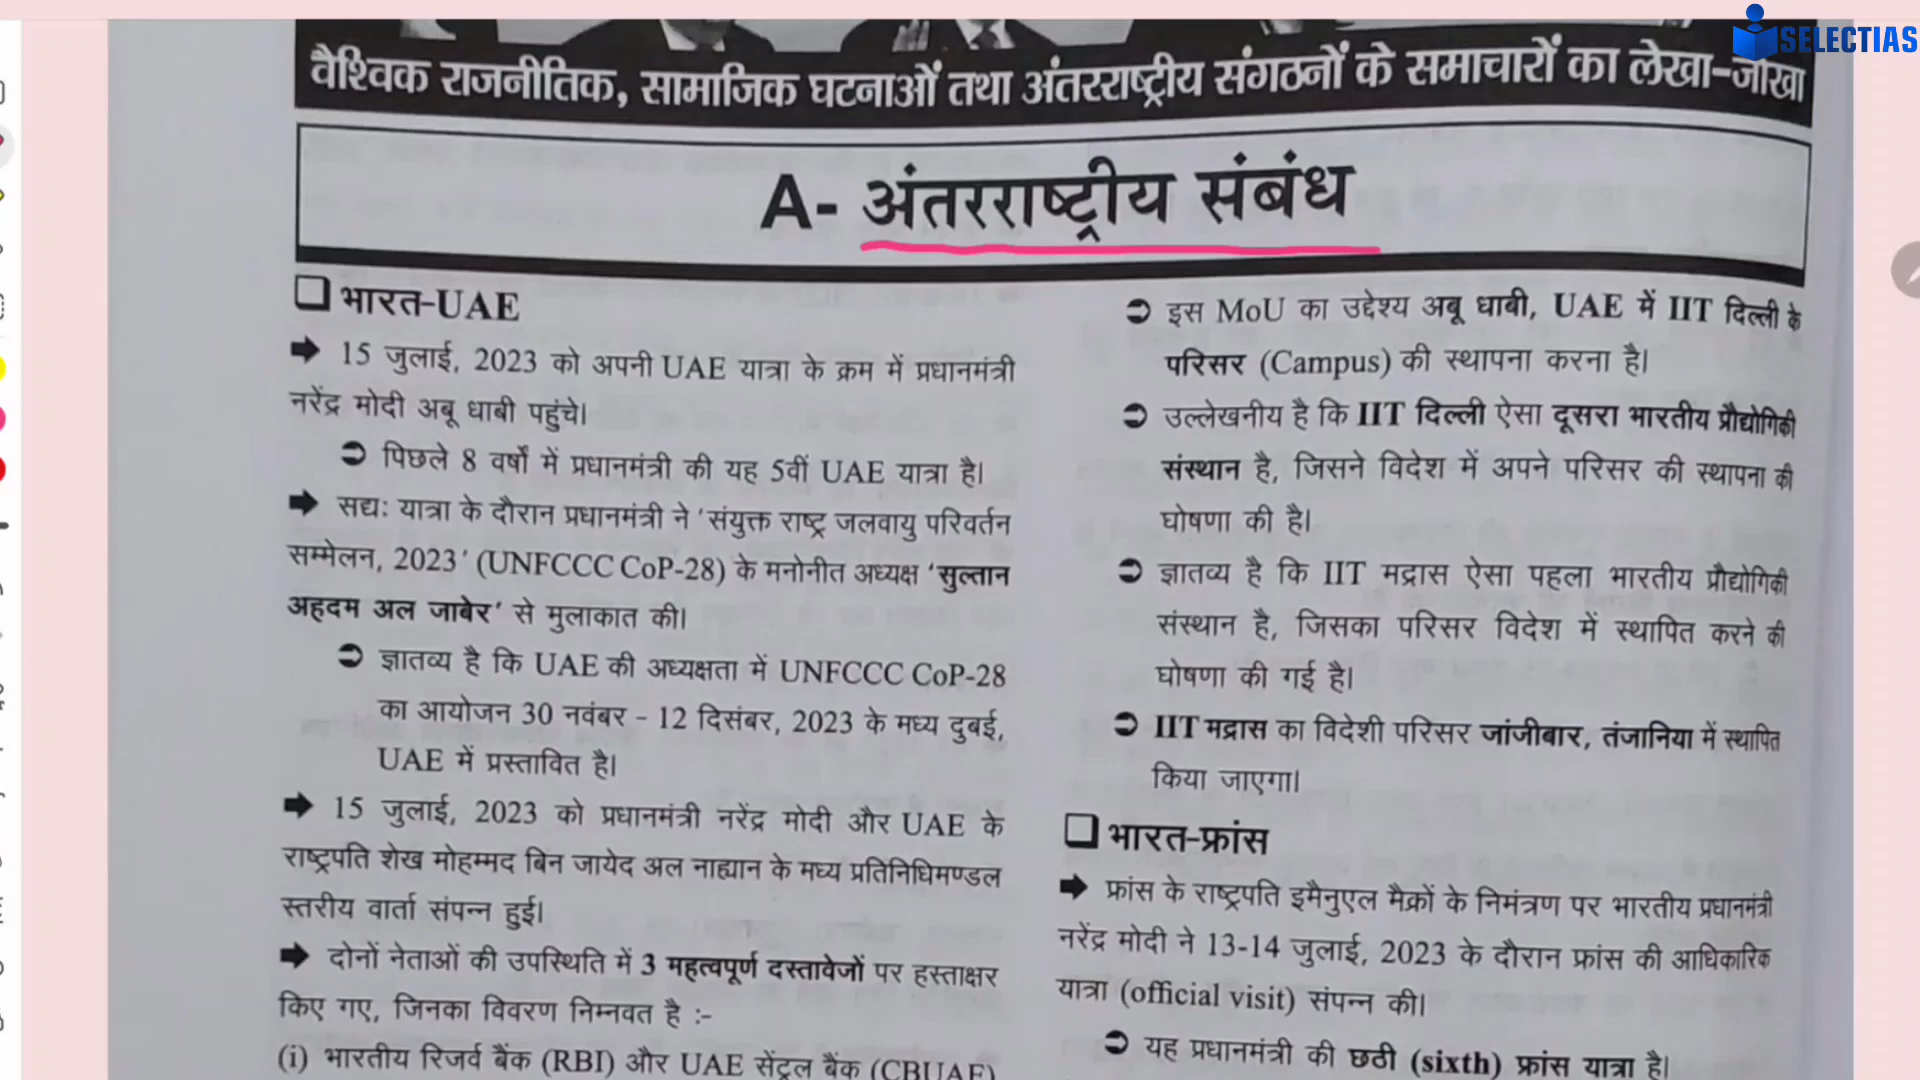 SELECTIAS
वैश्विक राजनीतिक, सामाजिक घटनाओं तथा अंतरराष्ट्रीय संगठनों के समाचारों का लेखा-जोखा
A- अंतरराष्ट्रीय संबंध
भारत-UAE
15 जुलाई, 2023 को अपनी UAE यात्रा के क्रम में प्रधानमंत्री
नरेंद्र मोदी अबू धाबी पहुंचे।
पिछले 8 वर्षों में प्रधानमंत्री की यह 5वीं UAE यात्रा है।
सद्यः यात्रा के दौरान प्रधानमंत्री ने 'संयुक्त राष्ट्र जलवायु परिवर्तन
सम्मेलन, 2023' (UNFCCC CoP-28) के मनोनीत अध्यक्ष 'सुल्तान
अहदम अल जाबेर' से मुलाकात की।
ज्ञातव्य है कि UAE की अध्यक्षता में UNFCCC CoP-28
का आयोजन 30 नवंबर - 12 दिसंबर, 2023 के मध्य दुबई,
UAE में प्रस्तावित है।
15 जुलाई, 2023 को प्रधानमंत्री नरेंद्र मोदी और UAE के
राष्ट्रपति शेख मोहम्मद बिन जायेद अल नाह्यान के मध्य प्रतिनिधिमण्डल
स्तरीय वार्ता संपन्न हुई।
दोनों नेताओं की उपस्थिति में 3 महत्वपूर्ण दस्तावेजों पर हस्ताक्षर
किए गए, जिनका विवरण निम्नवत है :-
(i) भारतीय रिजर्व बैंक (RBI) और UAE सेंट्रल बैंक (CBUAE)
इस MoU का उद्देश्य अबू धाबी, UAE में IIT दिल्ली के
परिसर (Campus) की स्थापना करना है।
उल्लेखनीय है कि IIT दिल्ली ऐसा दूसरा भारतीय प्रौद्योगिकी
संस्थान है, जिसने विदेश में अपने परिसर की स्थापना की
घोषणा की है।
ज्ञातव्य है कि IIT मद्रास ऐसा पहला भारतीय प्रौद्योगिकी
संस्थान है, जिसका परिसर विदेश में स्थापित करने की
घोषणा की गई है।
IIT मद्रास का विदेशी परिसर जांजीबार, तंजानिया में स्थापित
किया जाएगा।
भारत-फ्रांस
फ्रांस के राष्ट्रपति इमैनुएल मैक्रों के निमंत्रण पर भारतीय प्रधानमंत्री
नरेंद्र मोदी ने 13-14 जुलाई, 2023 के दौरान फ्रांस की आधिकारिक
यात्रा (official visit) संपन्न की।
यह प्रधानमंत्री की छठी (sixth) फ्रांस यात्रा है।